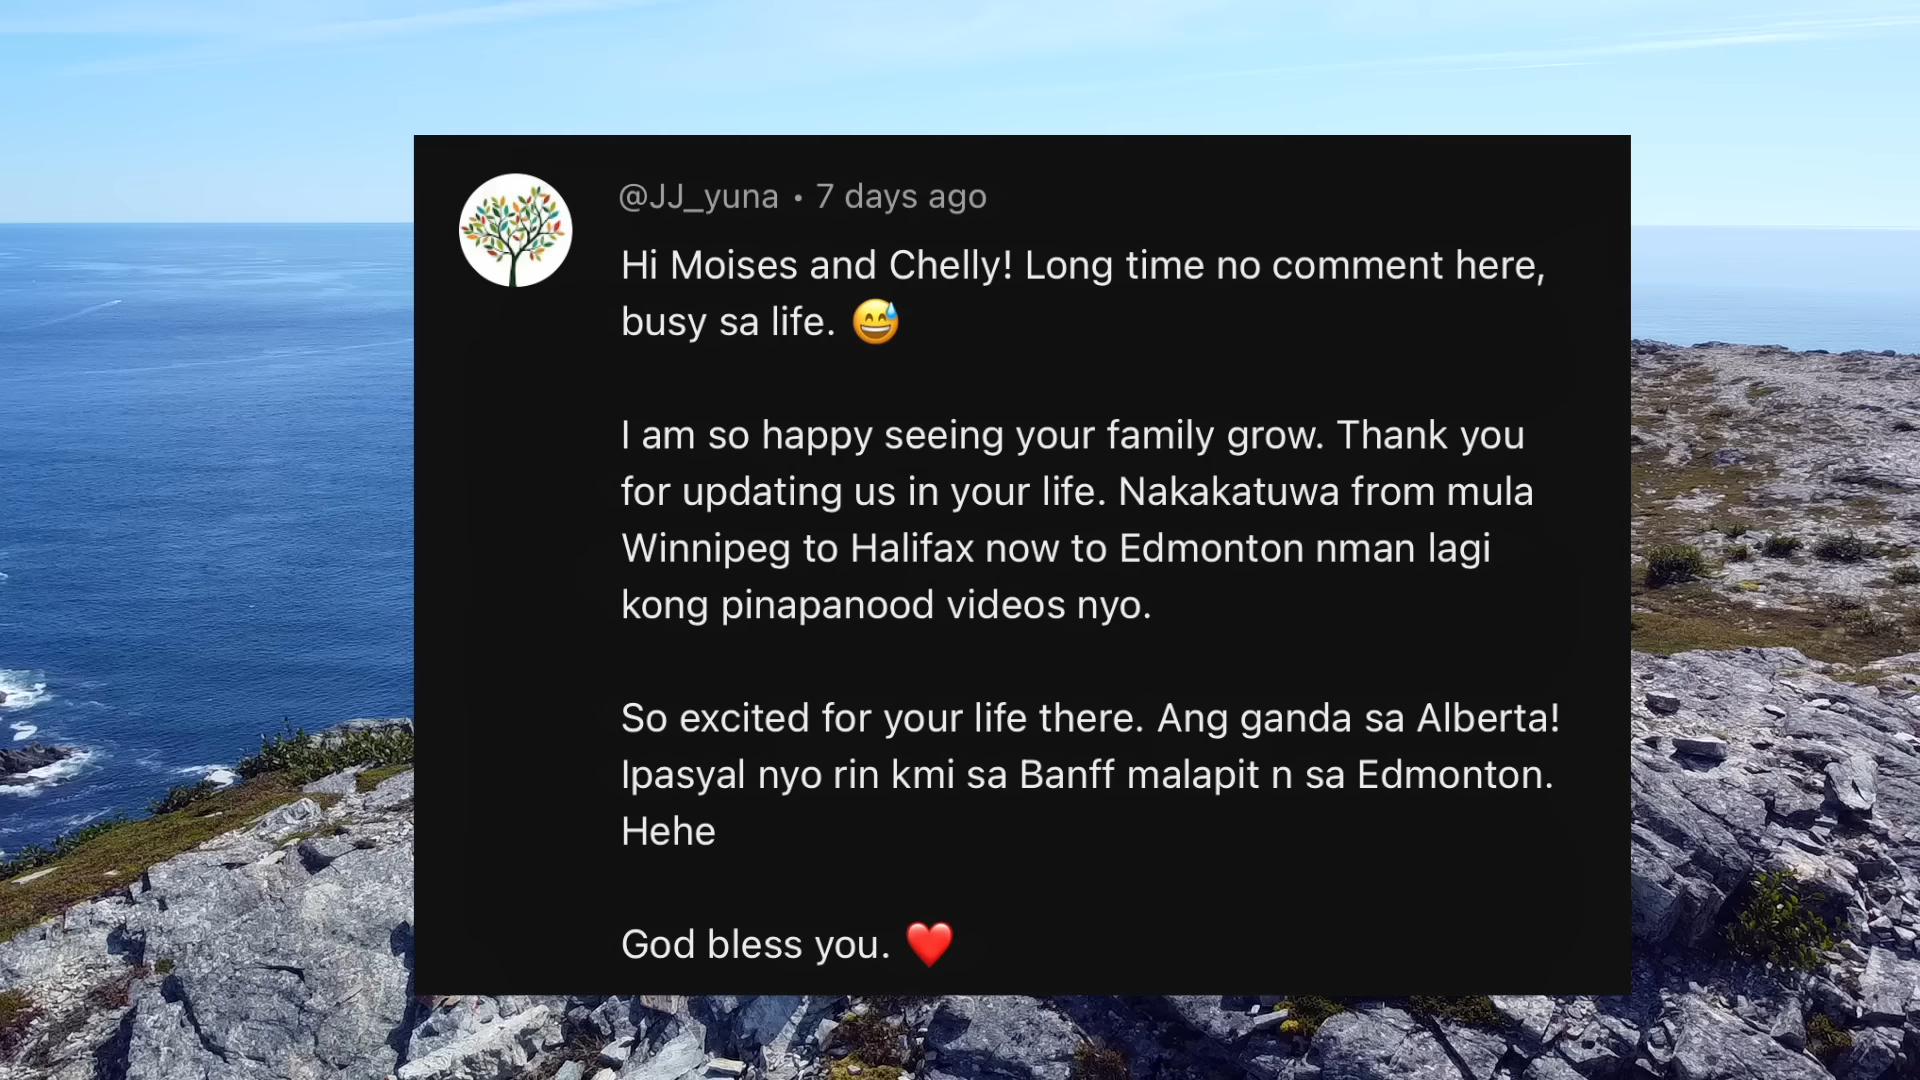 @JJ_yuna • 7 days ago
Hi Moises and Chelly! Long time no comment here,
busy sa life. 😅
I am so happy seeing your family grow. Thank you
for updating us in your life. Nakakatuwa from mula
Winnipeg to Halifax now to Edmonton nman lagi
kong pinapanood videos nyo.
So excited for your life there. Ang ganda sa Alberta!
Ipasyal nyo rin kmi sa Banff malapit n sa Edmonton.
Hehe
God bless you. ❤️